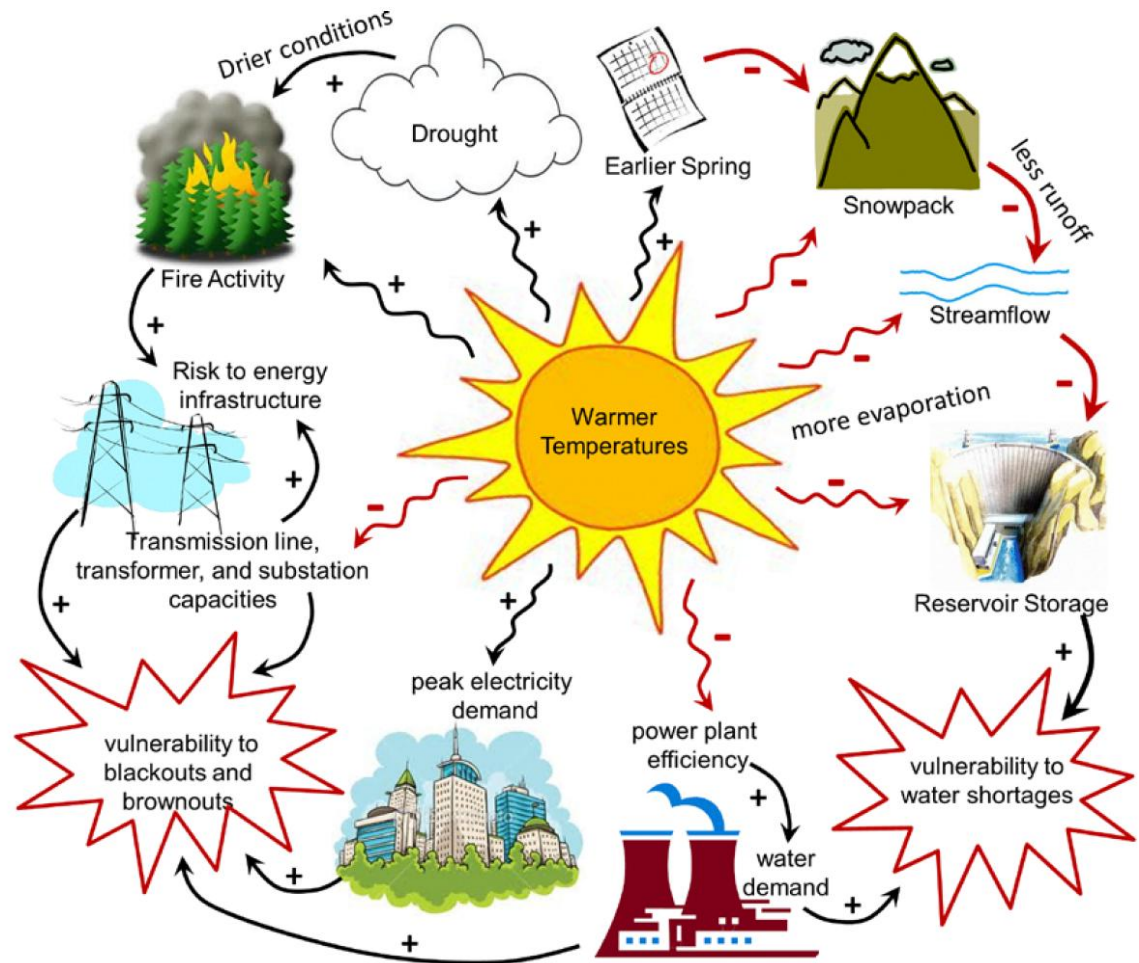 Drier conditions
+
Drought
+
Fire Activity
+
+
Earlier Spring
+
-
Snowpack
-
less runoff
-
Streamflow
-
-
more evaporation
-
Reservoir Storage
+
Warmer
Temperatures
+
Risk to energy
infrastructure
+
-
Transmission line,
transformer, and substation
capacities
+
vulnerability to
blackouts and
brownouts
+
peak electricity
demand
+
-
power plant
efficiency
+
water
demand
+
+
vulnerability to
water shortages